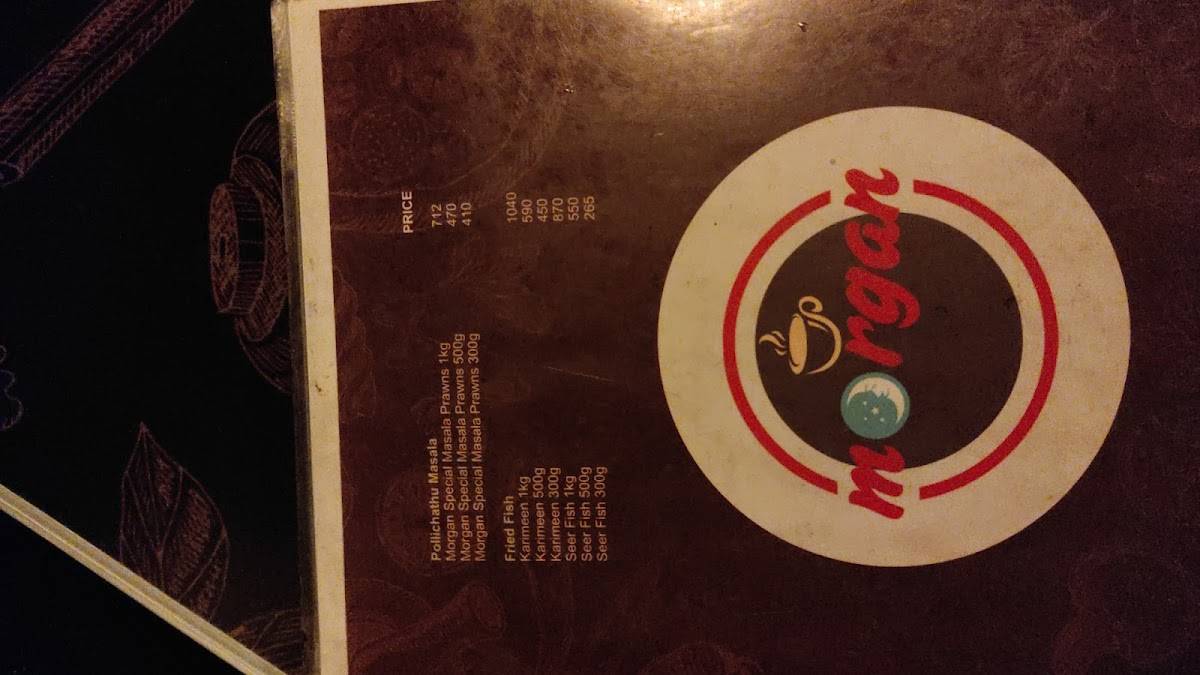 PRICE
Pollichathu Masala
Morgan Special Masala Prawns 1kg 712
Morgan Special Masala Prawns 500g 470
Morgan Special Masala Prawns 300g 410
Fried Fish
Karimeen 1kg 1040
Karimeen 500g 590
Karimeen 300g 450
Seer Fish 1kg 870
Seer Fish 500g 550
Seer Fish 300g 265
morgan